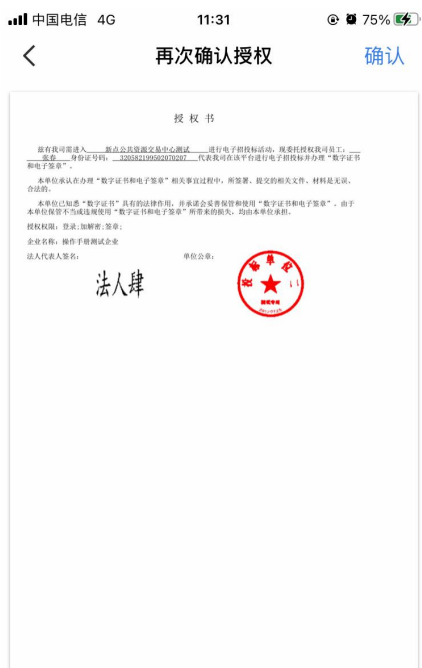 中国电信 4G 11:31 75%
再次确认授权 确认
授 权 书
兹有我司需进入 新点公共资源交易中心测试 进行电子招投标活动，现委托授权我司员工：
张春 身份证号码： 320582199502070207 代表我司在该平台进行电子招投标并办理“数字证书
和电子签章”。
本单位承认在办理“数字证书和电子签章”相关事宜过程中，所签署、提交的相关文件、材料是无误、
合法的。
本单位已知悉“数字证书”具有的法律作用，并承诺会妥善保管和使用“数字证书和电子签章”。由于
本单位保管不当或违规使用“数字证书和电子签章”所带来的损失，均由本单位承担。
授权权限：登录;加解密;签章;
企业名称：操作手册测试企业
法人代表人签名： 单位公章：
法人肆
投标单位二
测试专用